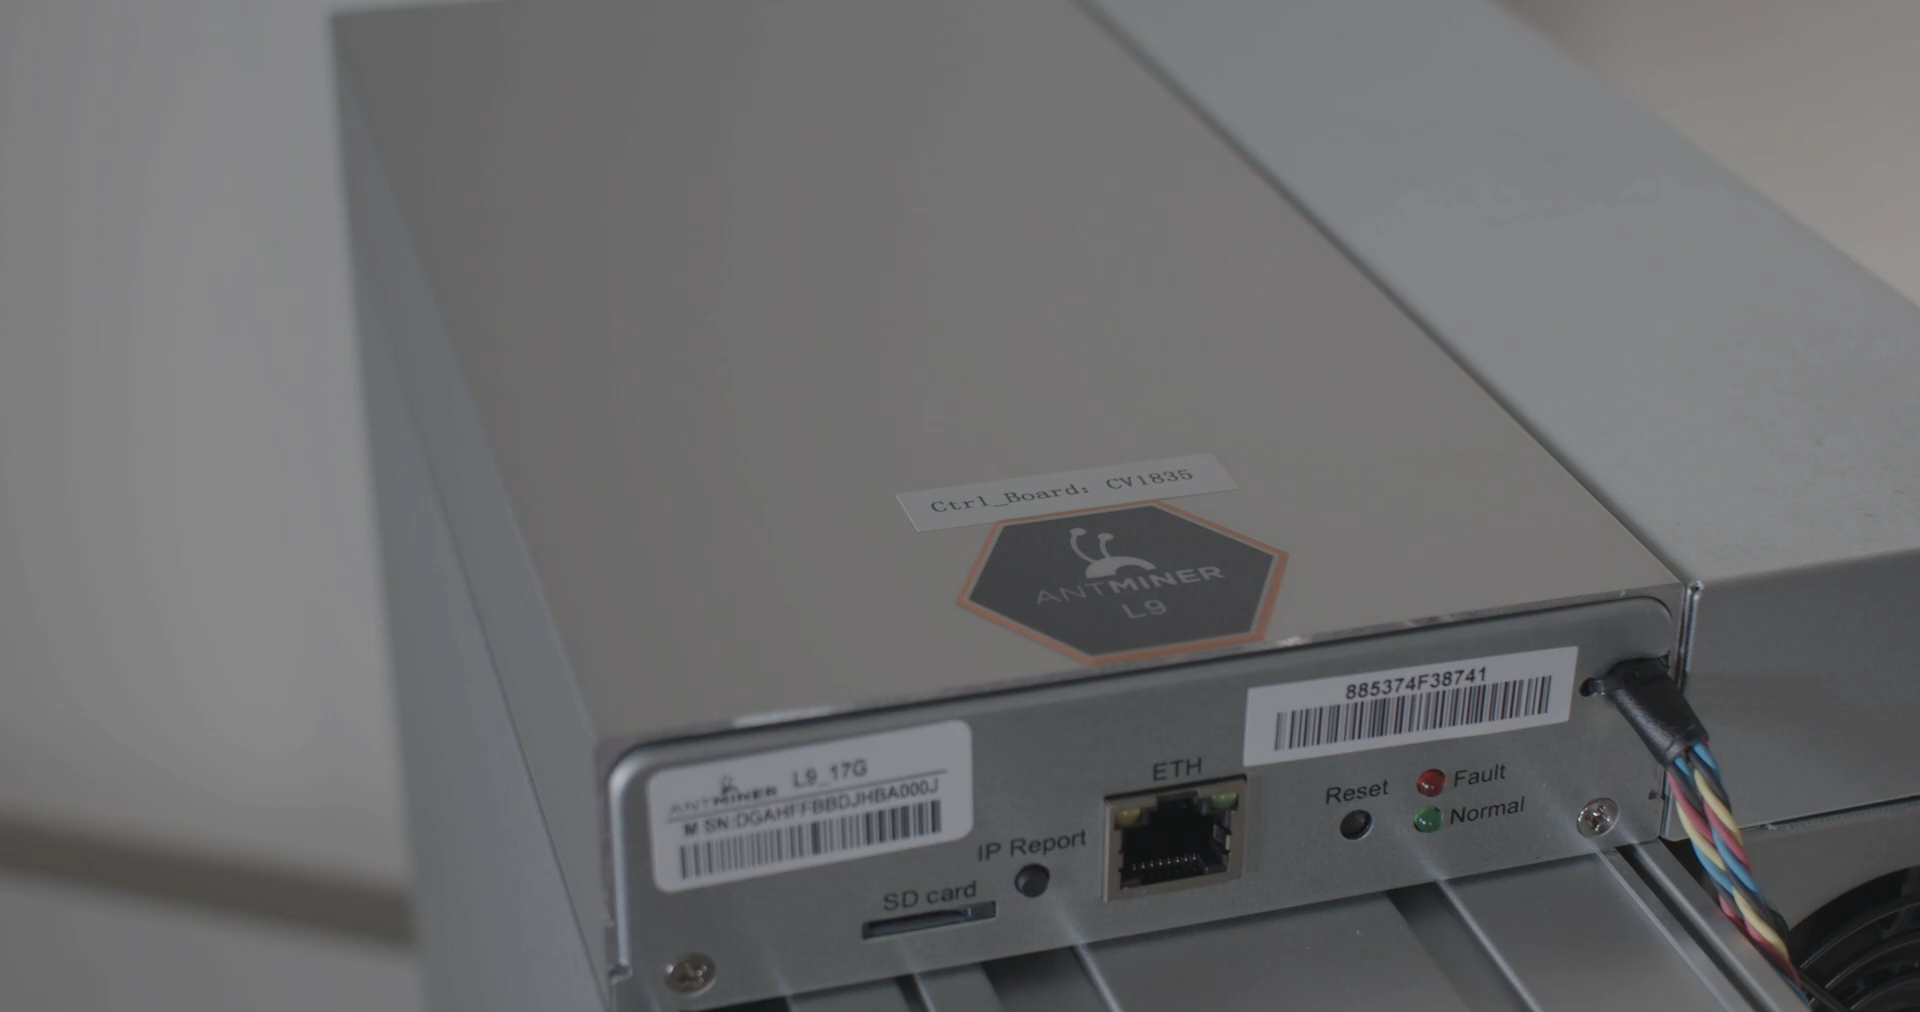 Ctrl_Board: CV1835
ANTMINER
L9
885374F38741
ANTMINER L9_17G
M SN:DGAHFFBBDJHBA000J
ETH
Reset
Fault
Normal
IP Report
SD card